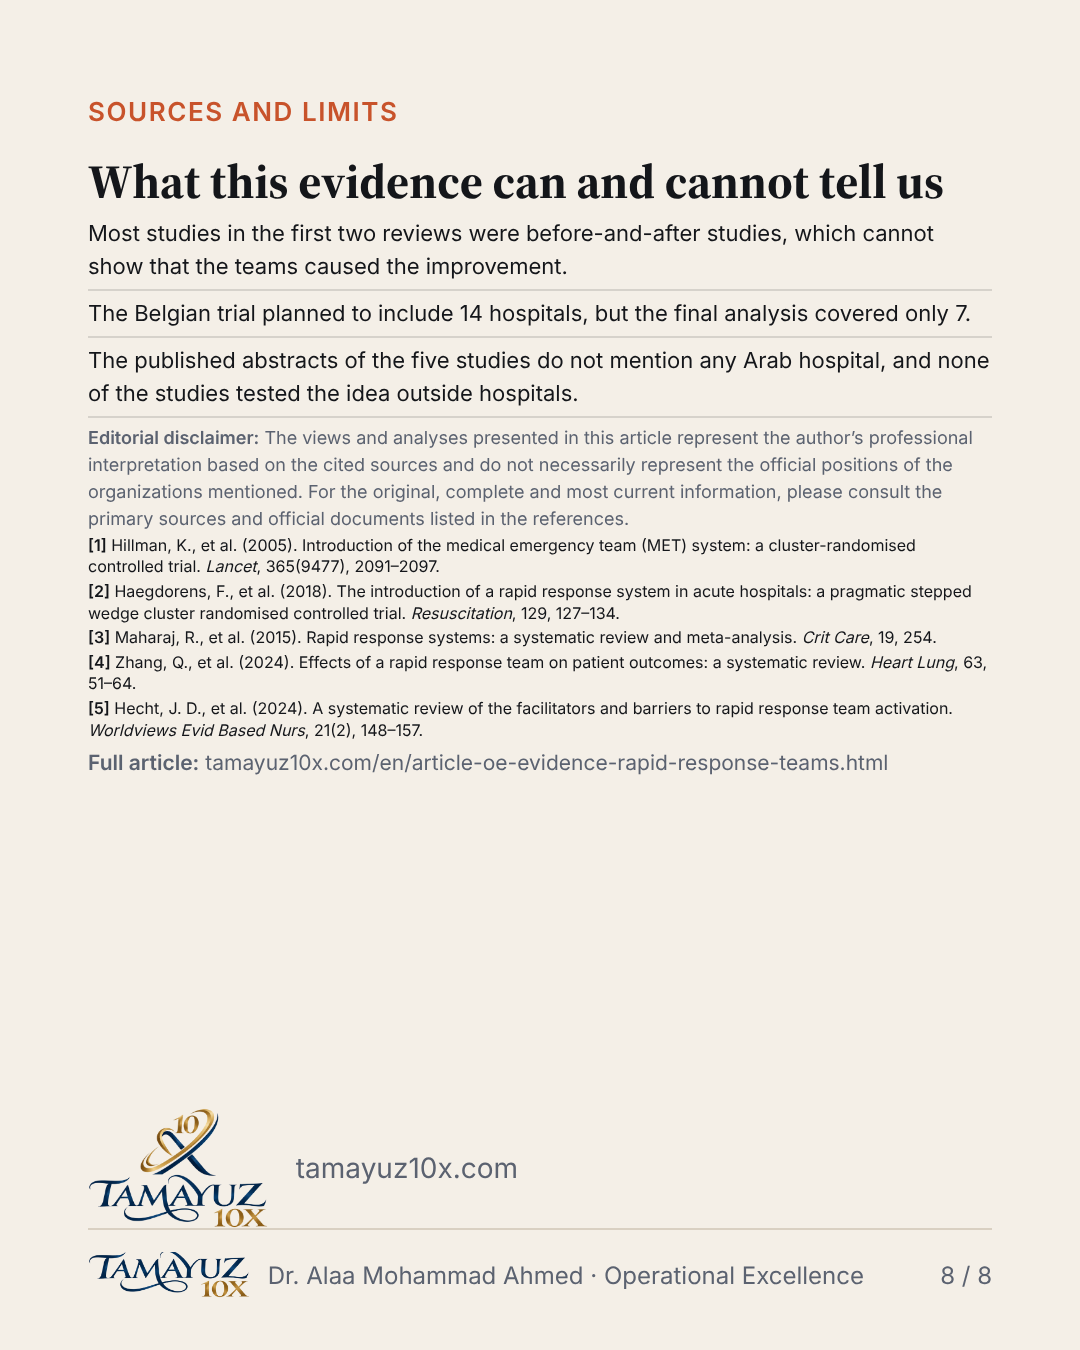 SOURCES AND LIMITS
What this evidence can and cannot tell us
Most studies in the first two reviews were before-and-after studies, which cannot
show that the teams caused the improvement.
The Belgian trial planned to include 14 hospitals, but the final analysis covered only 7.
The published abstracts of the five studies do not mention any Arab hospital, and none
of the studies tested the idea outside hospitals.
Editorial disclaimer: The views and analyses presented in this article represent the author’s professional
interpretation based on the cited sources and do not necessarily represent the official positions of the
organizations mentioned. For the original, complete and most current information, please consult the
primary sources and official documents listed in the references.
[1] Hillman, K., et al. (2005). Introduction of the medical emergency team (MET) system: a cluster-randomised
controlled trial. Lancet, 365(9477), 2091–2097.
[2] Haegdorens, F., et al. (2018). The introduction of a rapid response system in acute hospitals: a pragmatic stepped
wedge cluster randomised controlled trial. Resuscitation, 129, 127–134.
[3] Maharaj, R., et al. (2015). Rapid response systems: a systematic review and meta-analysis. Crit Care, 19, 254.
[4] Zhang, Q., et al. (2024). Effects of a rapid response team on patient outcomes: a systematic review. Heart Lung, 63,
51–64.
[5] Hecht, J. D., et al. (2024). A systematic review of the facilitators and barriers to rapid response team activation.
Worldviews Evid Based Nurs, 21(2), 148–157.
Full article: tamayuz10x.com/en/article-oe-evidence-rapid-response-teams.html
10
TAMAYUZ
10X
tamayuz10x.com
TAMAYUZ
10X
Dr. Alaa Mohammad Ahmed · Operational Excellence
8 / 8